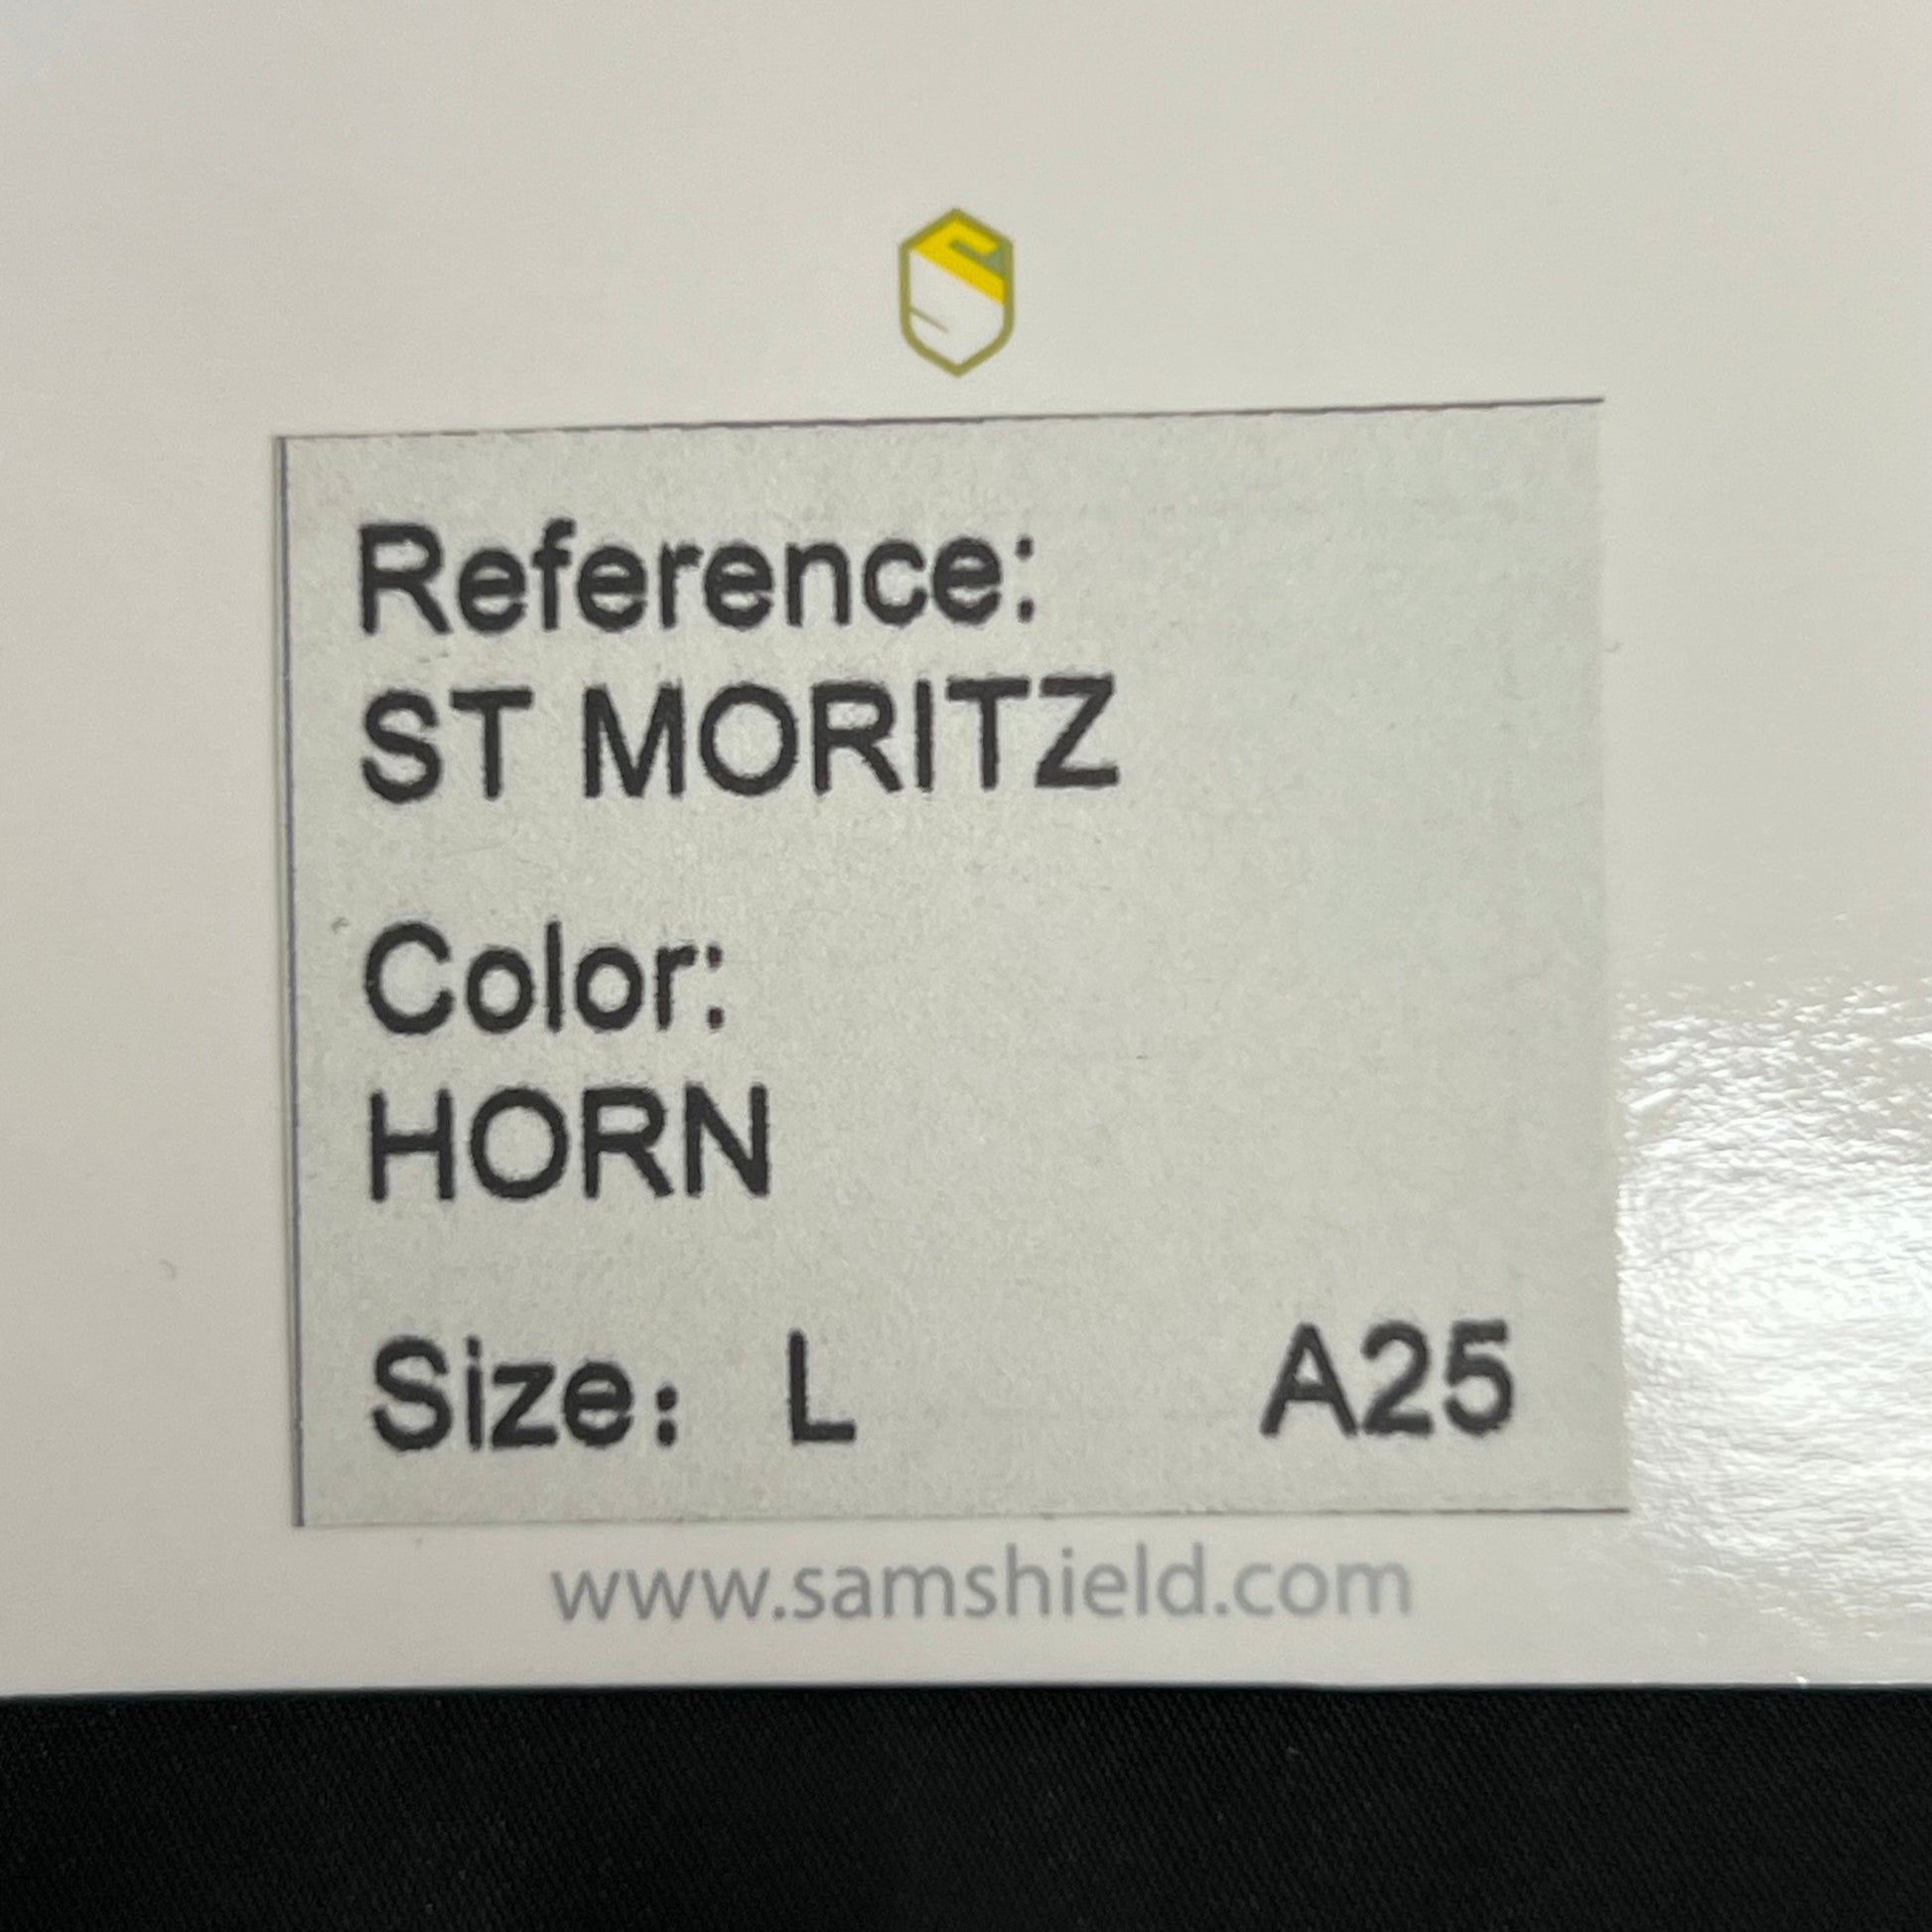 Reference:
ST MORITZ
Color:
HORN
Size: L A25
www.samshield.com